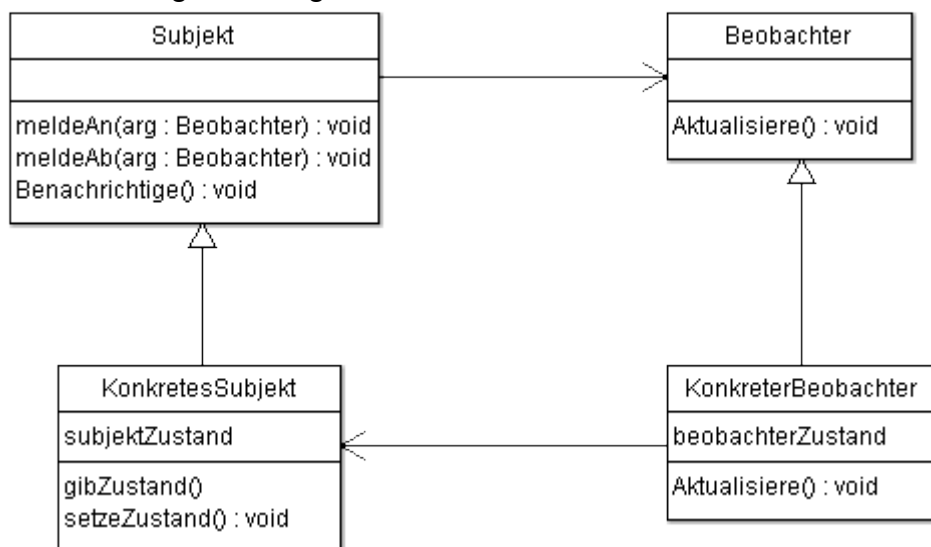 Subjekt
meldeAn(arg : Beobachter) : void
meldeAb(arg : Beobachter) : void
Benachrichtige() : void
Beobachter
Aktualisiere() : void
KonkretesSubjekt
subjektZustand
gibZustand()
setzeZustand() : void
KonkreterBeobachter
beobachterZustand
Aktualisiere() : void